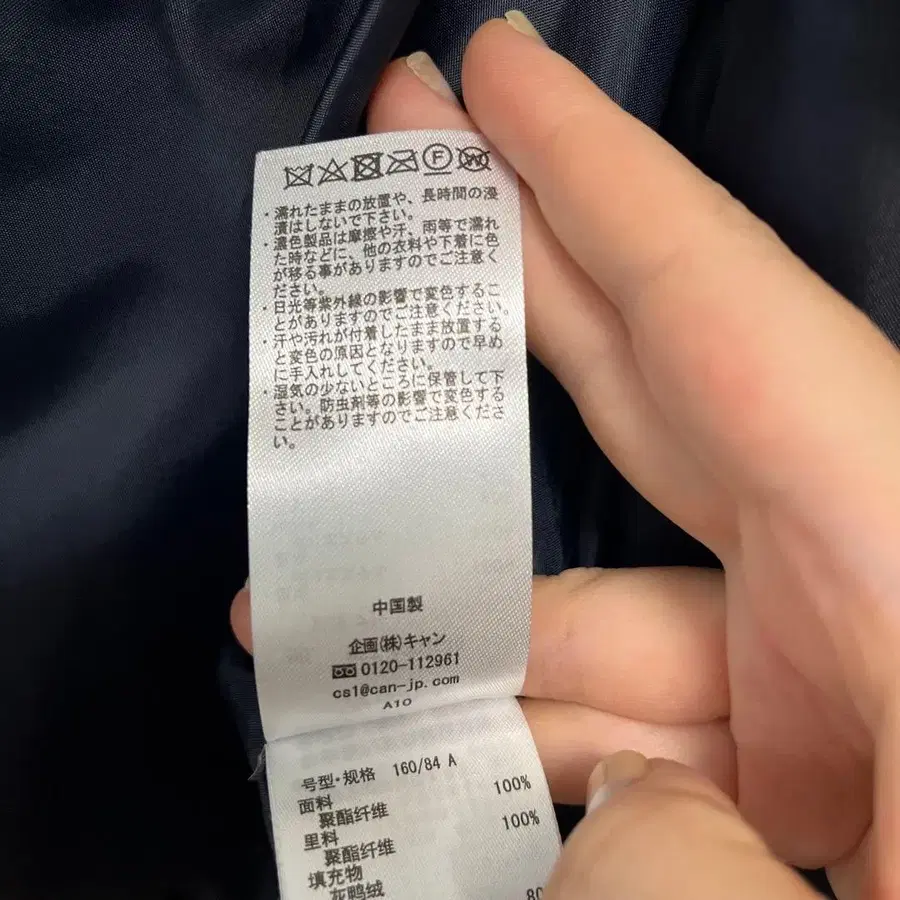 ・濡れたままの放置や、長時間の浸
漬はしないで下さい。
・濃色製品は摩擦や汗、雨等で濡れ
た時などに、他の衣料や下着に色
が移る事がありますのでご注意く
ださい。
・日光等紫外線の影響で変色するこ
とがありますのでご注意ください。
・汗や汚れが付着したまま放置する
と変色の原因となりますので早め
に手入れしてください。
・湿気の少ないところに保管して下
さい。防虫剤等の影響で変色する
ことがありますのでご注意くださ
い。
中国製
企画(株)キャン
0120-112961
cs1@can-jp.com
A10
号型·规格 160/84 A
面料
聚酯纤维 100%
里料
聚酯纤维 100%
填充物
灰鸭绒 80